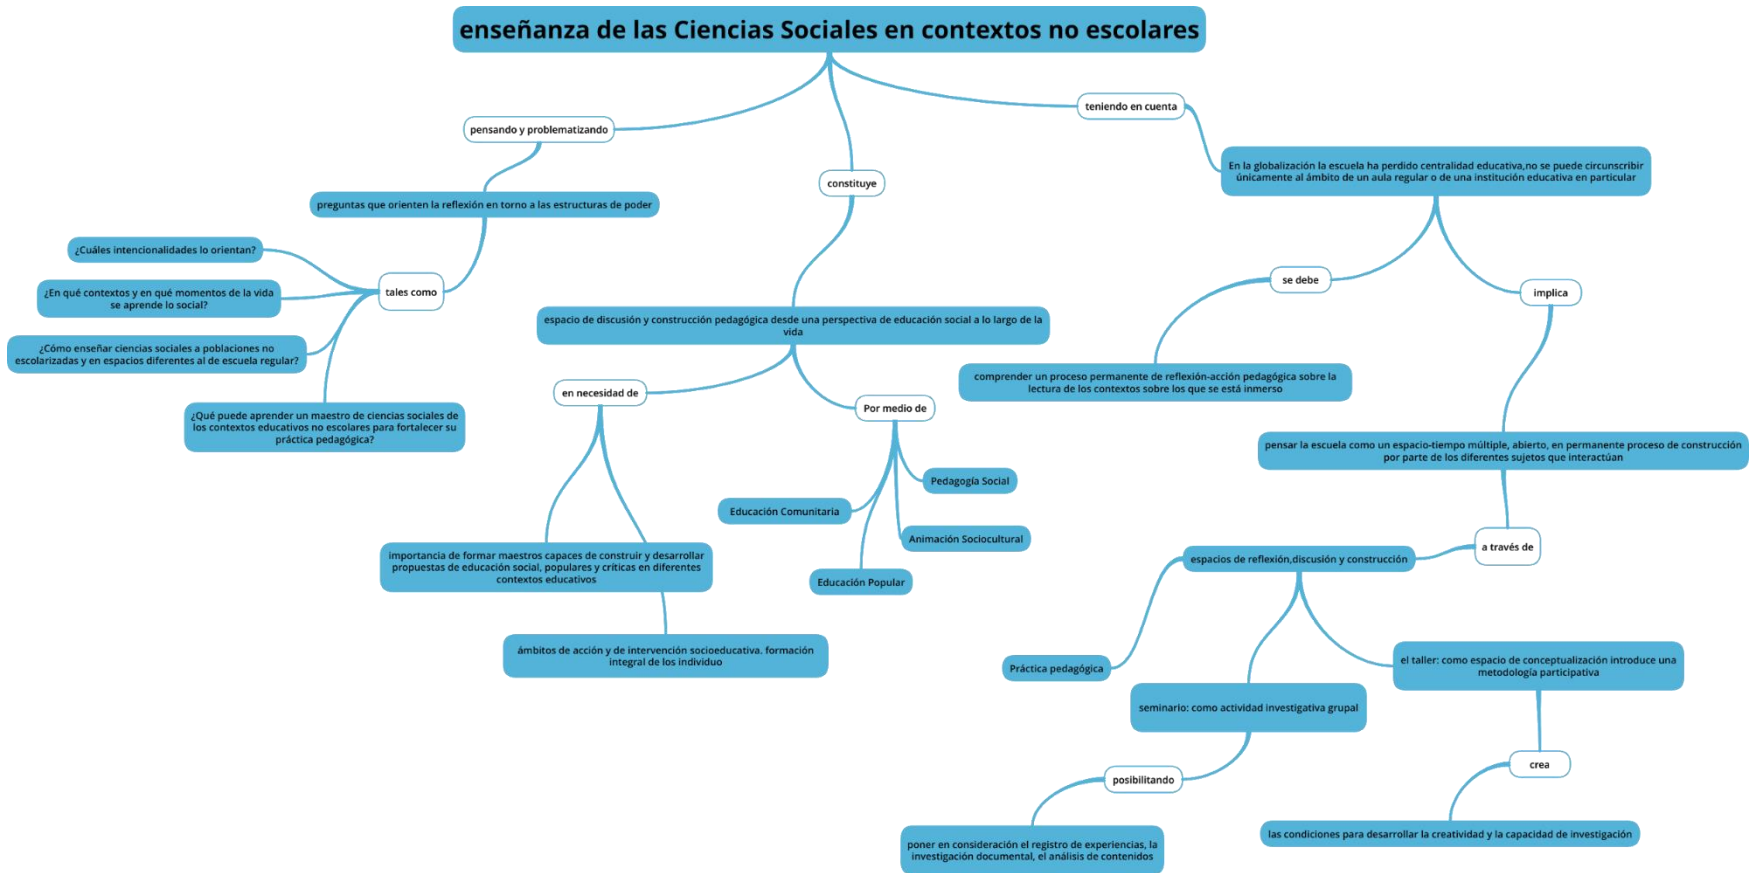 enseñanza de las Ciencias Sociales en contextos no escolares
pensando y problematizando
preguntas que orienten la reflexión en torno a las estructuras de poder
tales como
¿Cuáles intencionalidades lo orientan?
¿En qué contextos y en qué momentos de la vida
se aprende lo social?
¿Cómo enseñar ciencias sociales a poblaciones no
escolarizadas y en espacios diferentes al de escuela regular?
¿Qué puede aprender un maestro de ciencias sociales de
los contextos educativos no escolares para fortalecer su
práctica pedagógica?
constituye
espacio de discusión y construcción pedagógica desde una perspectiva de educación social a lo largo de la
vida
en necesidad de
importancia de formar maestros capaces de construir y desarrollar
propuestas de educación social, populares y críticas en diferentes
contextos educativos
ámbitos de acción y de intervención socioeducativa. formación
integral de los individuo
Por medio de
Pedagogía Social
Educación Comunitaria
Animación Sociocultural
Educación Popular
teniendo en cuenta
En la globalización la escuela ha perdido centralidad educativa,no se puede circunscribir
únicamente al ámbito de un aula regular o de una institución educativa en particular
se debe
comprender un proceso permanente de reflexión-acción pedagógica sobre la
lectura de los contextos sobre los que se está inmerso
implica
pensar la escuela como un espacio-tiempo múltiple, abierto, en permanente proceso de construcción
por parte de los diferentes sujetos que interactúan
a través de
espacios de reflexión,discusión y construcción
Práctica pedagógica
seminario: como actividad investigativa grupal
posibilitando
poner en consideración el registro de experiencias, la
investigación documental, el análisis de contenidos
el taller: como espacio de conceptualización introduce una
metodología participativa
crea
las condiciones para desarrollar la creatividad y la capacidad de investigación